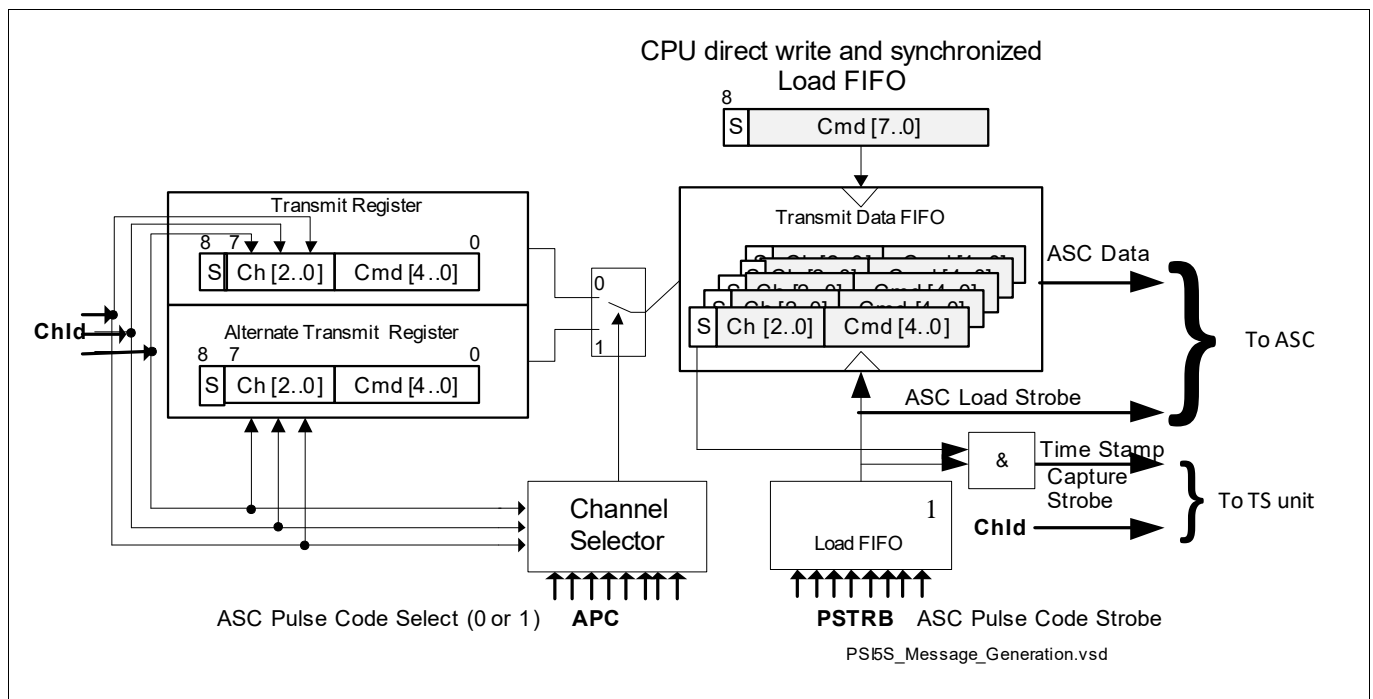 CPU direct write and synchronized
Load FIFO
8
S Cmd [7..0]
Transmit Register
8 7 0
S Ch [2..0] Cmd [4..0]
Alternate Transmit Register
8 7 0
S Ch [2..0] Cmd [4..0]
ChId
0
1
Transmit Data FIFO
S Ch [2..0] Cmd [4..0]
ASC Data
To ASC
ASC Load Strobe
&
Time Stamp
Capture
Strobe
ChId
To TS unit
Channel
Selector
1
Load FIFO
ASC Pulse Code Select (0 or 1) APC
PSTRB ASC Pulse Code Strobe
PSI5S_Message_Generation.vsd